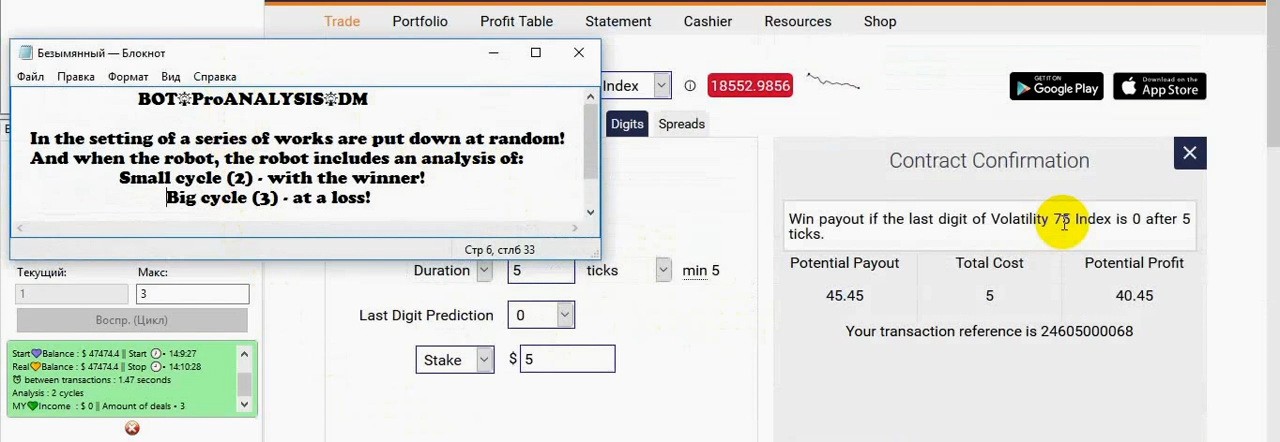 Trade Portfolio Profit Table Statement Cashier Resources Shop
Безымянный — Блокнот
Файл Правка Формат Вид Справка
BOT ProANALYSIS DM
In the setting of a series of works are put down at random!
And when the robot, the robot includes an analysis of:
Small cycle (2) - with the winner!
Big cycle (3) - at a loss!
Стр 6, стлб 33
Index 18552.9856
GET IT ON Google Play
Download on the App Store
Digits Spreads
Contract Confirmation
Win payout if the last digit of Volatility 75 Index is 0 after 5
ticks.
Potential Payout Total Cost Potential Profit
45.45 5 40.45
Your transaction reference is 24605000068
Duration 5 ticks min 5
Last Digit Prediction 0
Stake $ 5
Текущий: Макс:
1 3
Воспр. (Цикл)
Start💜Balance : $ 47474.4 || Start 🕑• 14:9:27
Real🧡Balance : $ 47474.4 || Stop 🕑• 14:10:28
⏰ between transactions : 1.47 seconds
Analysis : 2 cycles
MY💚Income : $ 0 || Amount of deals • 3